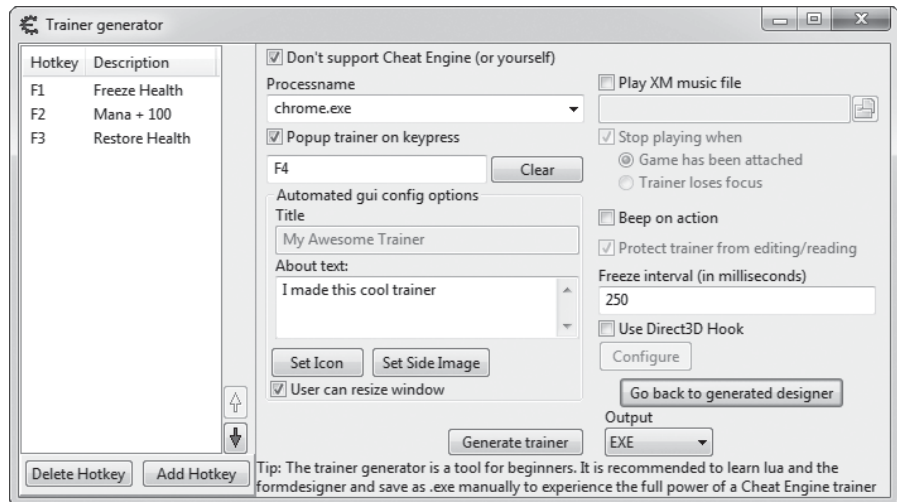 Trainer generator
Hotkey Description
F1 Freeze Health
F2 Mana + 100
F3 Restore Health
Delete Hotkey
Add Hotkey
Don't support Cheat Engine (or yourself)
Processname
chrome.exe
Popup trainer on keypress
F4
Clear
Automated gui config options
Title
My Awesome Trainer
About text:
I made this cool trainer
Set Icon
Set Side Image
User can resize window
Generate trainer
Play XM music file
Stop playing when
Game has been attached
Trainer loses focus
Beep on action
Protect trainer from editing/reading
Freeze interval (in milliseconds)
250
Use Direct3D Hook
Configure
Go back to generated designer
Output
EXE
Tip: The trainer generator is a tool for beginners. It is recommended to learn lua and the
formdesigner and save as .exe manually to experience the full power of a Cheat Engine trainer